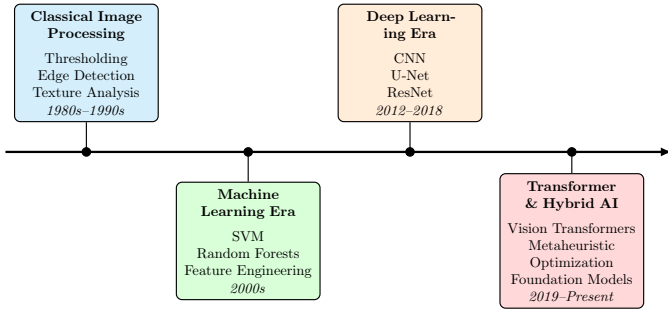 Classical Image
Processing
Thresholding
Edge Detection
Texture Analysis
1980s–1990s
Machine
Learning Era
SVM
Random Forests
Feature Engineering
2000s
Deep Learn-
ing Era
CNN
U-Net
ResNet
2012–2018
Transformer
& Hybrid AI
Vision Transformers
Metaheuristic
Optimization
Foundation Models
2019–Present